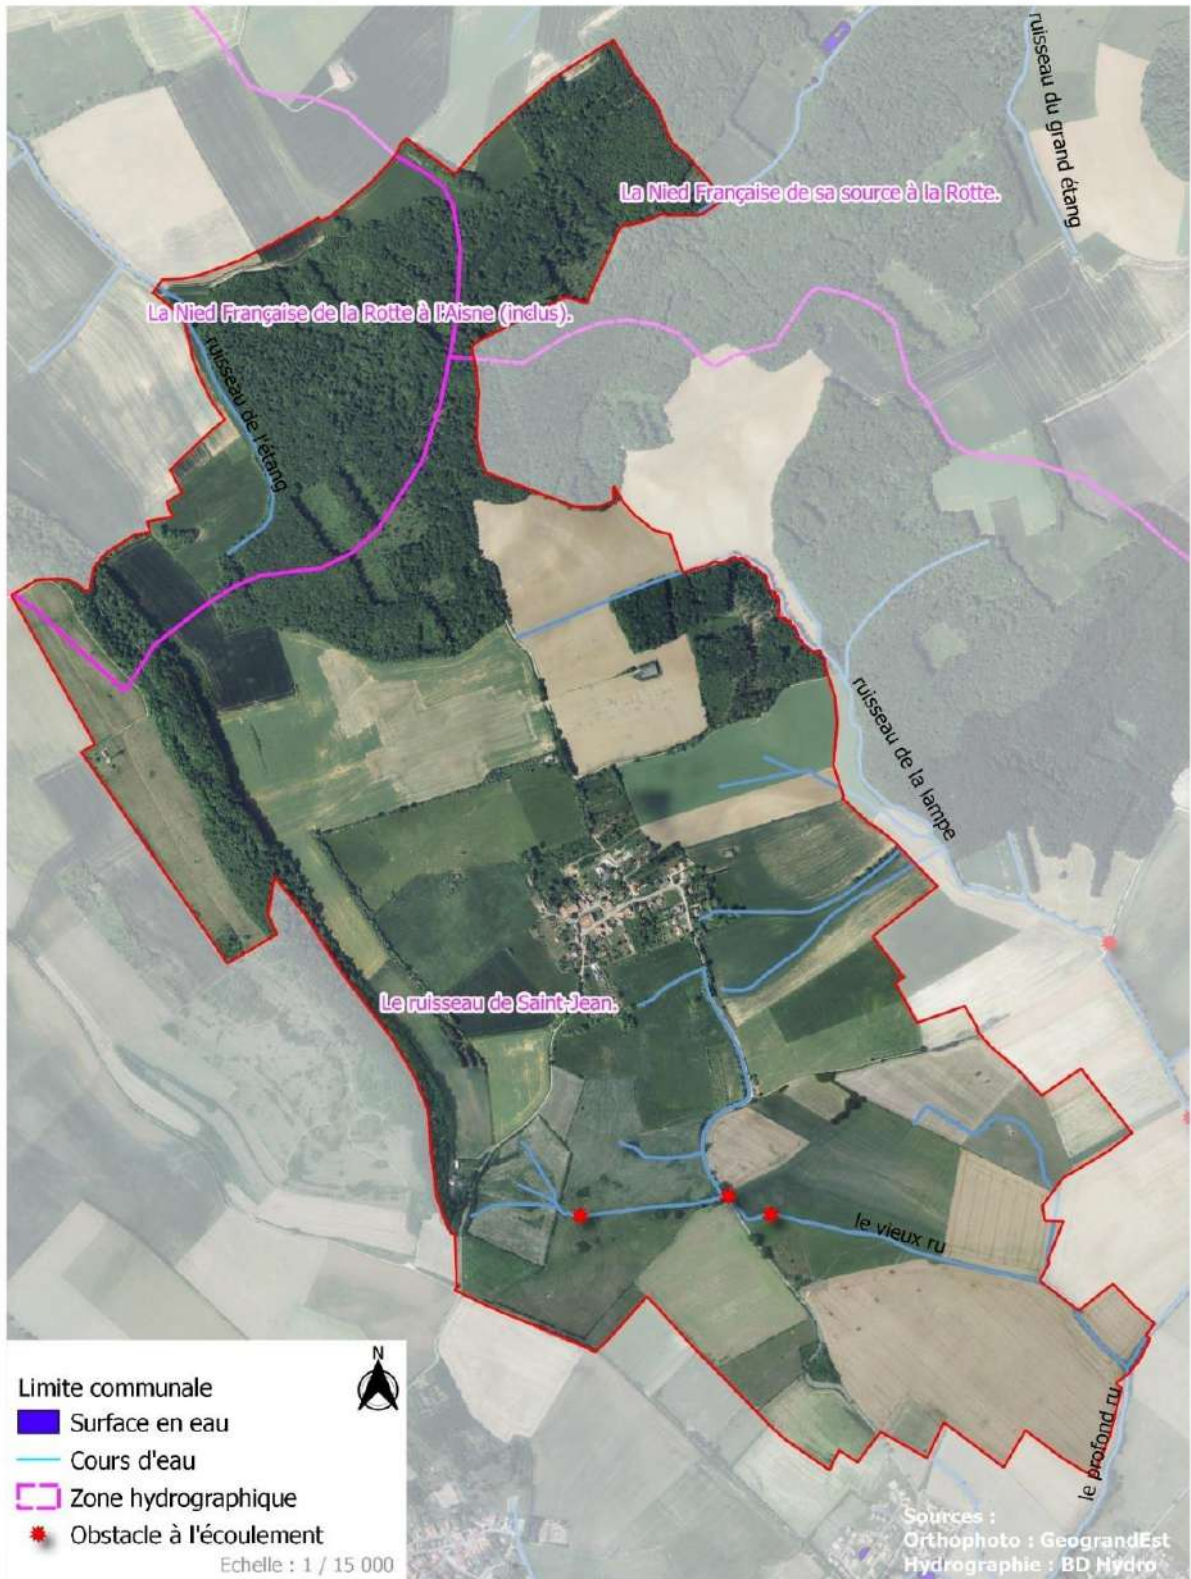 ruisseau du grand étang
La Nied Française de sa source à la Rotte.
La Nied Française de la Rotte à l'Aisne (inclus).
ruisseau de l'étang
ruisseau de la lampe
Le ruisseau de Saint-Jean.
le vieux ru
le profond ru
N
Limite communale
Surface en eau
Cours d'eau
Zone hydrographique
Obstacle à l'écoulement
Echelle : 1 / 15 000
Sources :
Orthophoto : GeograndEst
Hydrographie : BD Hydro